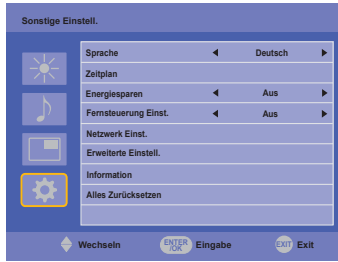 Sonstige Einstell.
Sprache Deutsch
Zeitplan
Energiesparen Aus
Fernsteuerung Einst. Aus
Netzwerk Einst.
Erweiterte Einstell.
Information
Alles Zurücksetzen
Wechseln ENTER /OK Eingabe EXIT Exit